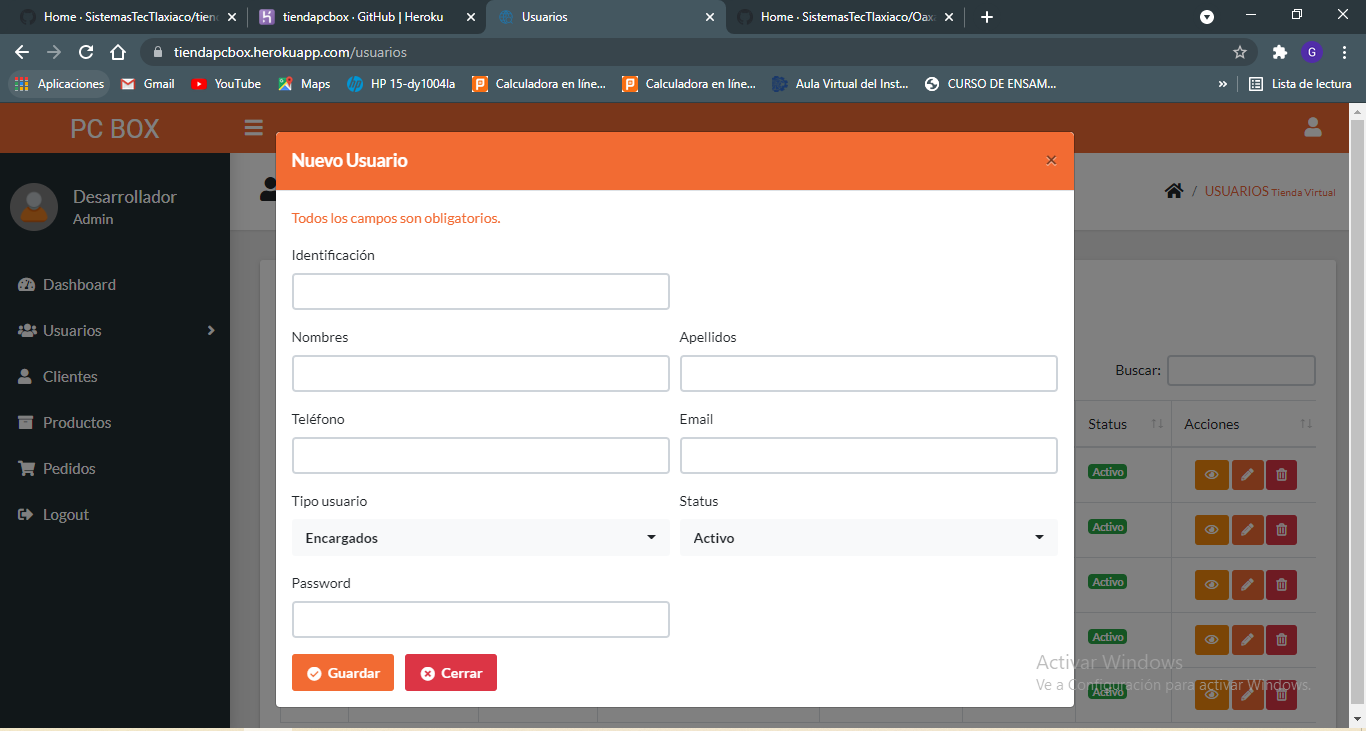 Home · SistemasTecTlaxiaco/tien
tiendapcbox · GitHub | Heroku
Usuarios
Home · SistemasTecTlaxiaco/Oaxa
tiendapcbox.herokuapp.com/usuarios
G
Aplicaciones
Gmail
YouTube
Maps
HP 15-dy1004la
Calculadora en líne...
Calculadora en líne...
Aula Virtual del Inst...
CURSO DE ENSAM...
»
Lista de lectura
PC BOX
Nuevo Usuario
×
Desarrollador
Admin
/ USUARIOS Tienda Virtual
Todos los campos son obligatorios.
Identificación
Dashboard
Usuarios
Nombres
Apellidos
Clientes
Buscar:
Teléfono
Email
Productos
Status
Acciones
Pedidos
Activo
Tipo usuario
Status
Logout
Encargados
Activo
Activo
Password
Activo
Activo
Guardar
Cerrar
Activar Windows
Ve a Configuración para activar Windows.
Activo